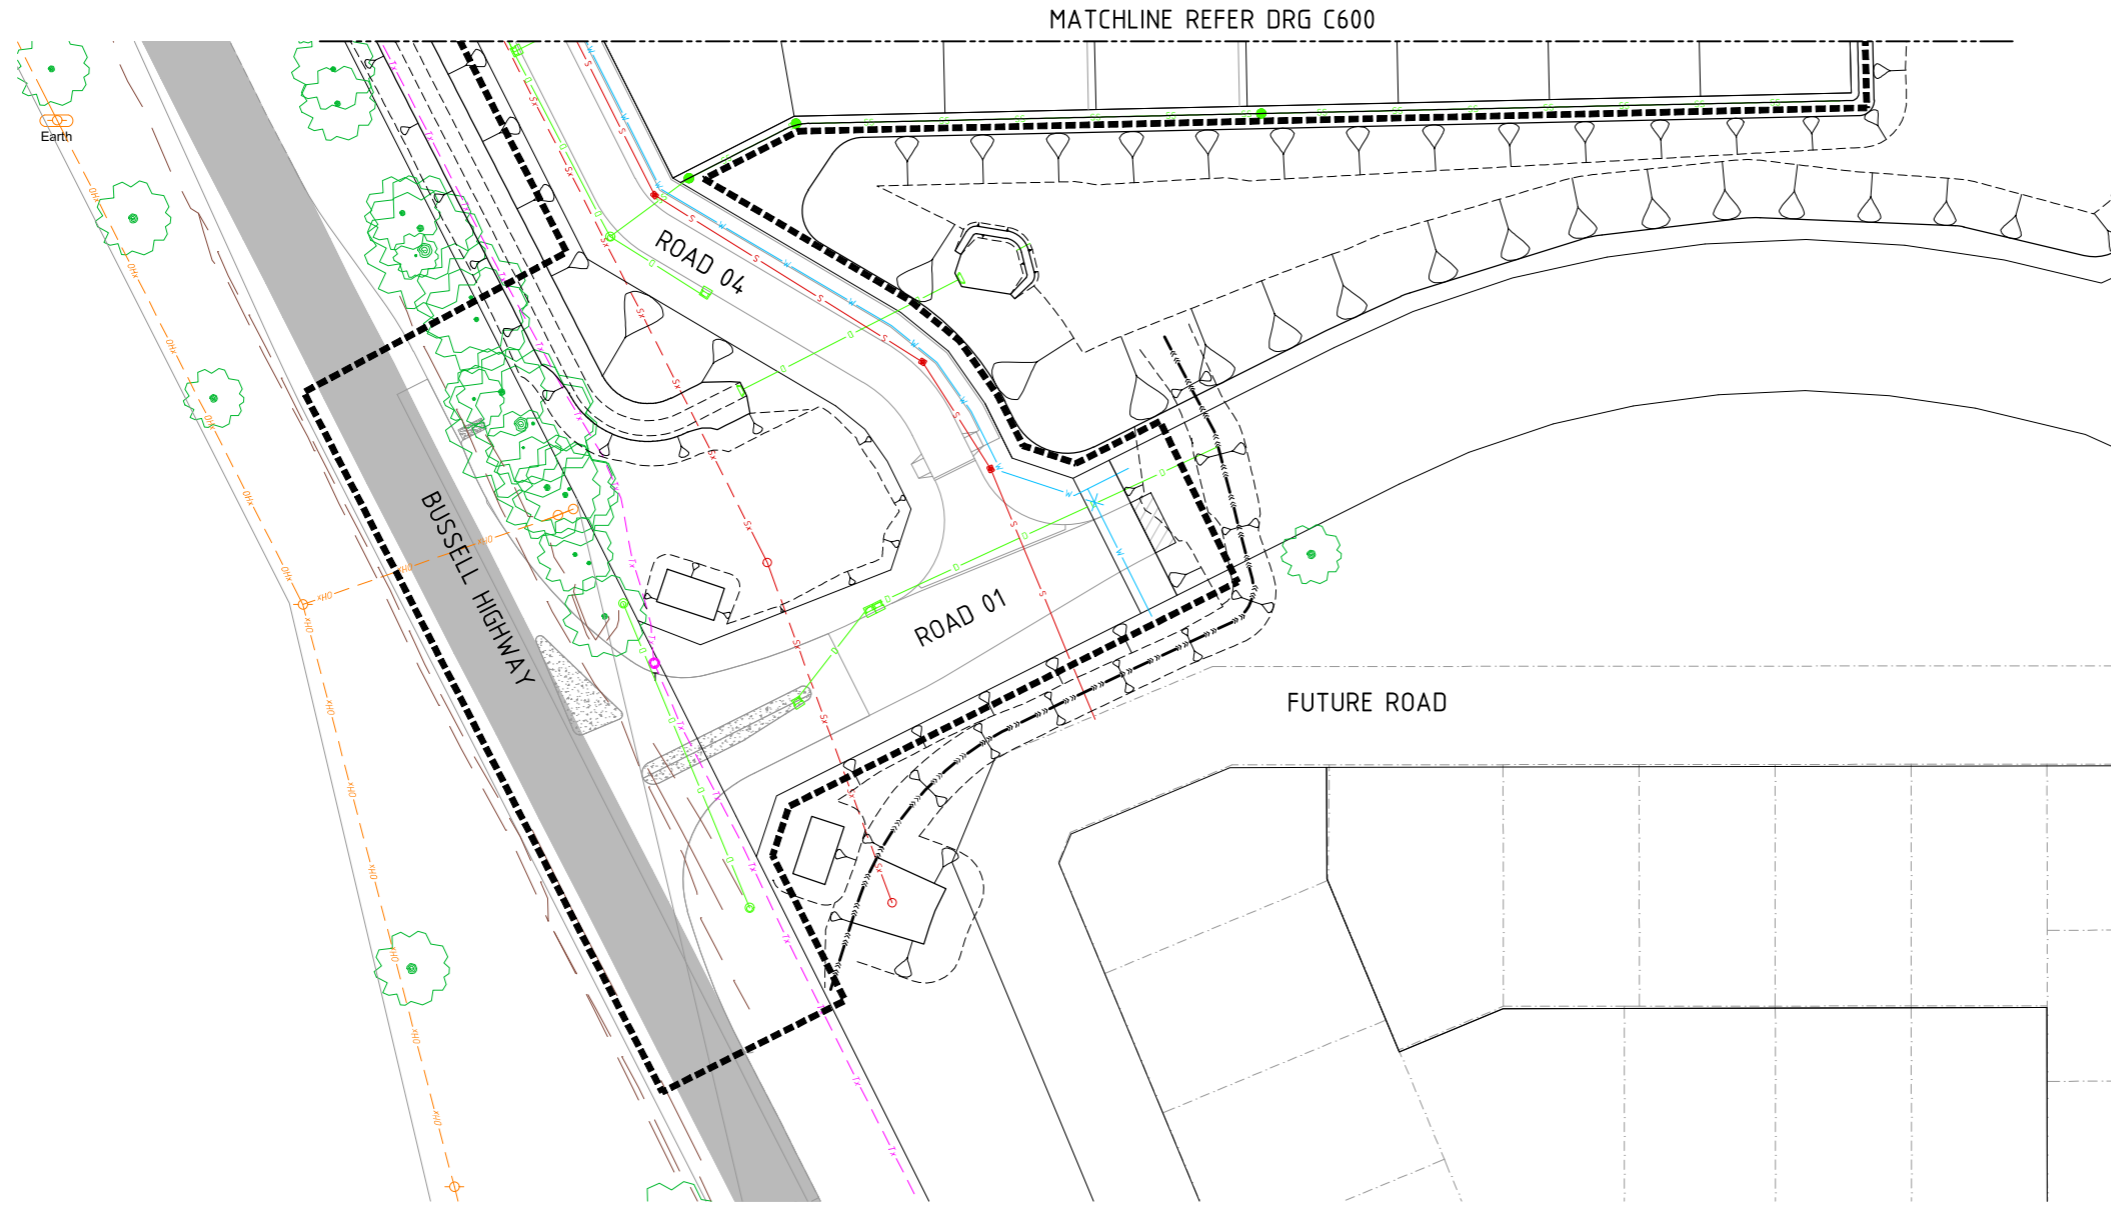 MATCHLINE REFER DRG C600
Earth
ROAD 04
BUSSELL HIGHWAY
ROAD 01
FUTURE ROAD